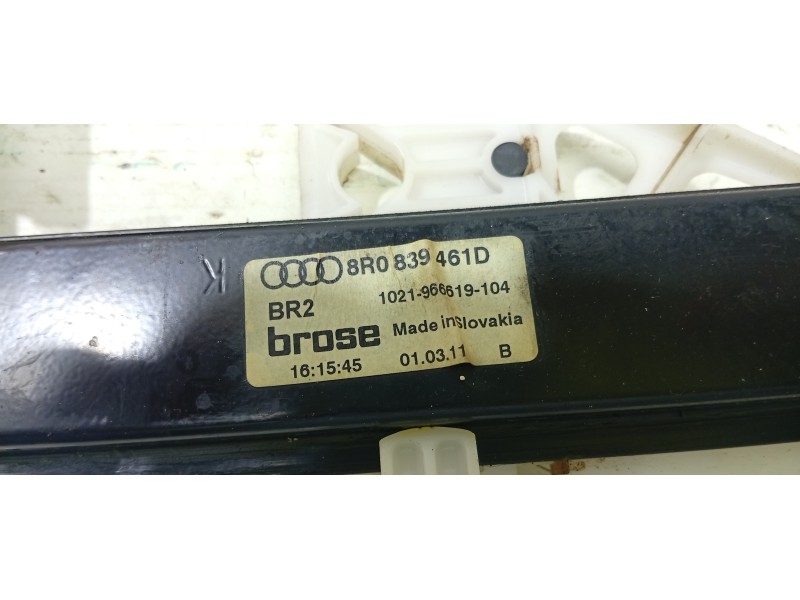 K
8R0 839 461D
BR2 1021-966619-104
brose Made in Slovakia
16:15:45 01.03.11 B